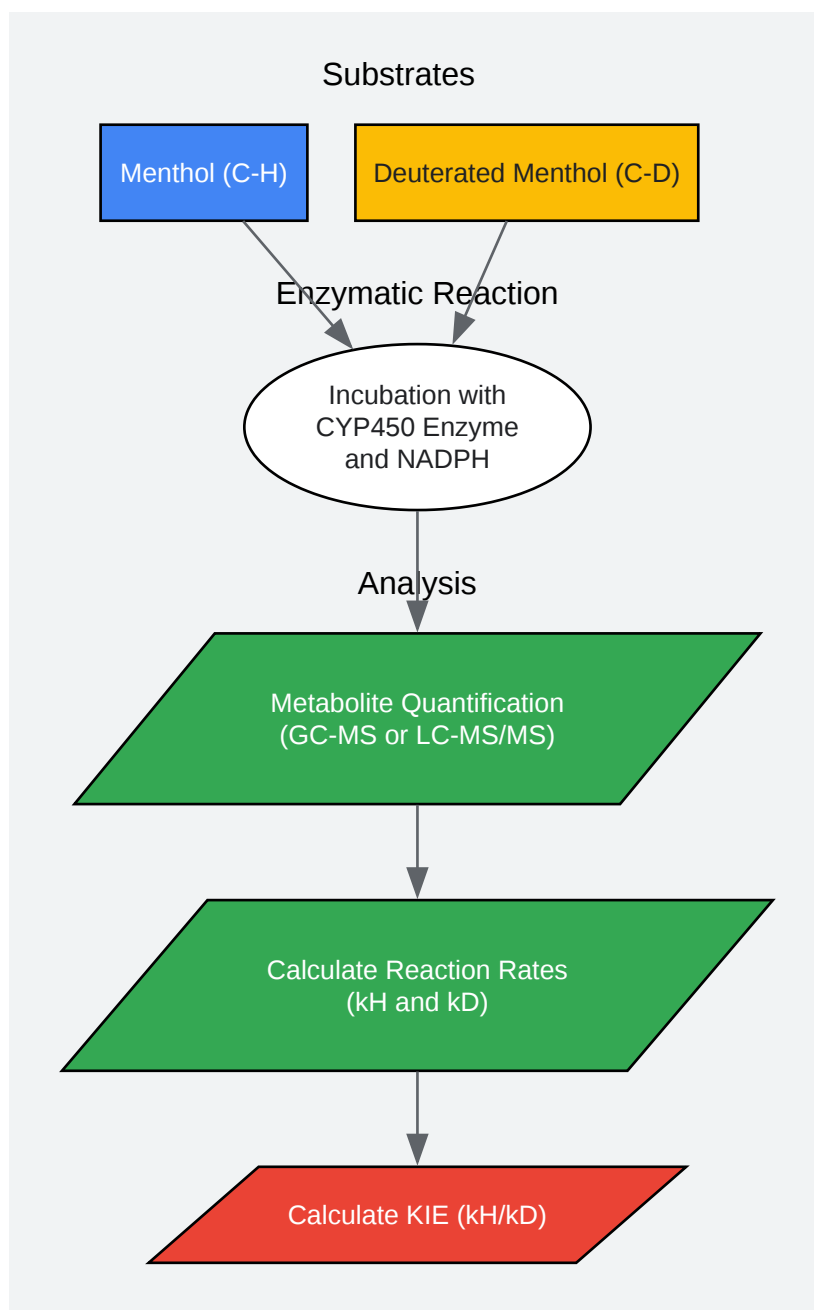 Substrates
Menthol (C-H)
Deuterated Menthol (C-D)
Enzymatic Reaction
Incubation with
CYP450 Enzyme
and NADPH
Analysis
Metabolite Quantification
(GC-MS or LC-MS/MS)
Calculate Reaction Rates
(kH and kD)
Calculate KIE (kH/kD)